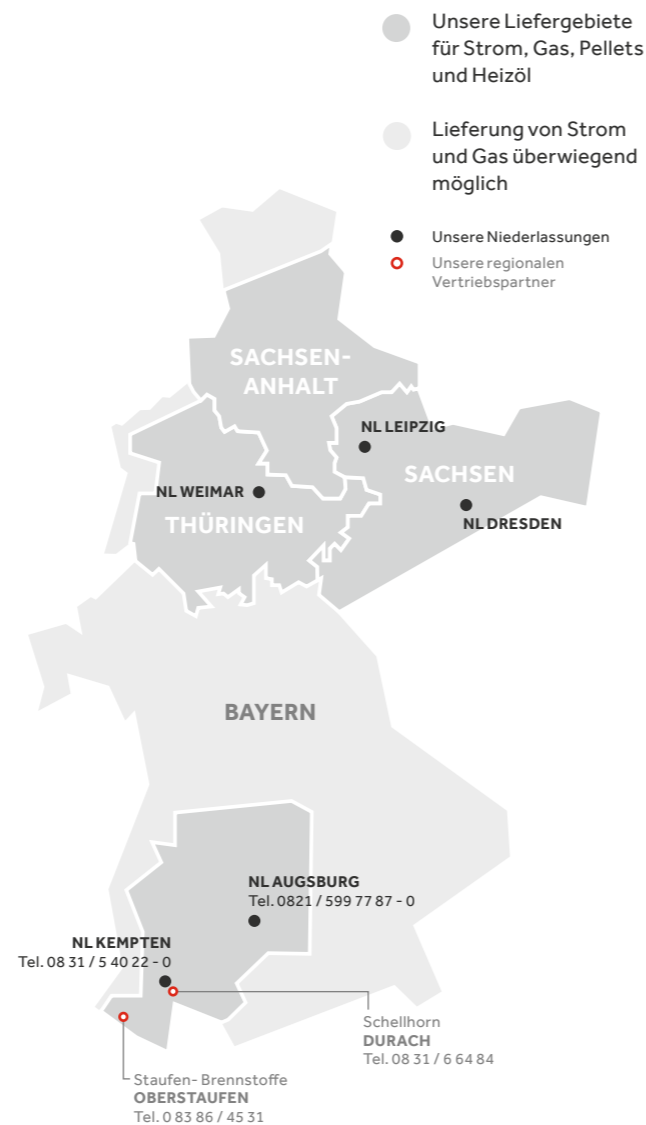 Unsere Liefergebiete
für Strom, Gas, Pellets
und Heizöl
Lieferung von Strom
und Gas überwiegend
möglich
Unsere Niederlassungen
Unsere regionalen
Vertriebspartner
SACHSEN-
ANHALT
NL LEIPZIG
SACHSEN
NL WEIMAR
THÜRINGEN
NL DRESDEN
BAYERN
NL AUGSBURG
Tel. 0821 / 599 77 87 - 0
NL KEMPTEN
Tel. 08 31 / 5 40 22 - 0
Schellhorn
DURACH
Tel. 08 31 / 6 64 84
Staufen- Brennstoffe
OBERSTAUFEN
Tel. 0 83 86 / 45 31